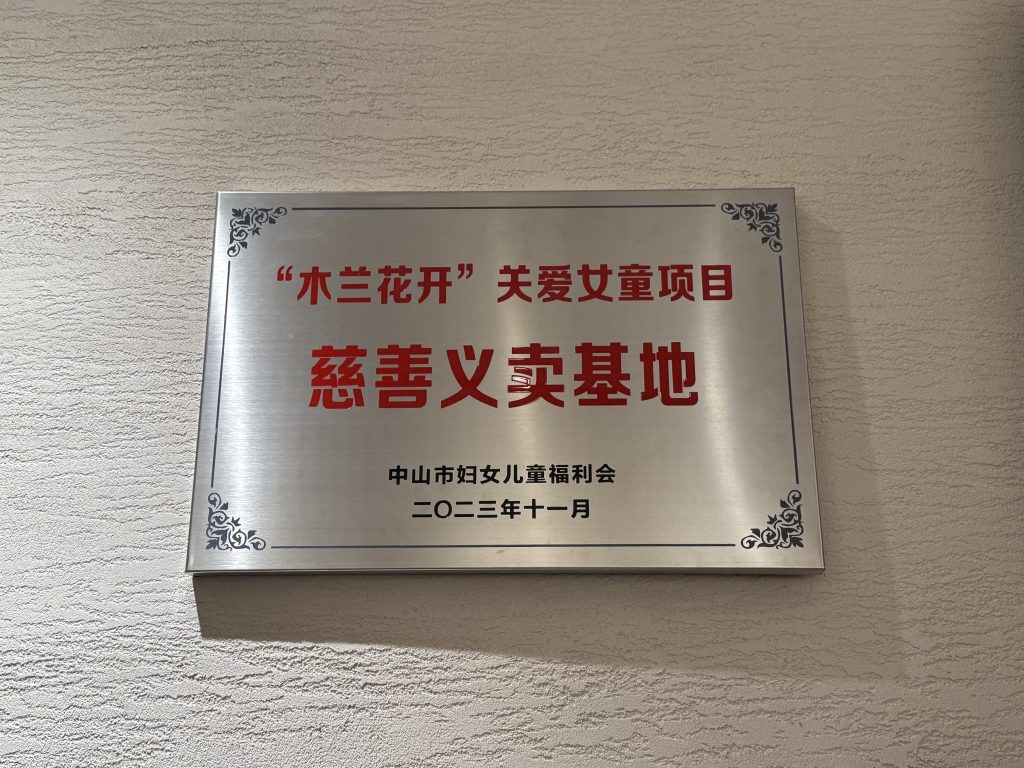 “木兰花开”关爱女童项目
慈善义卖基地
中山市妇女儿童福利会
二〇二三年十一月